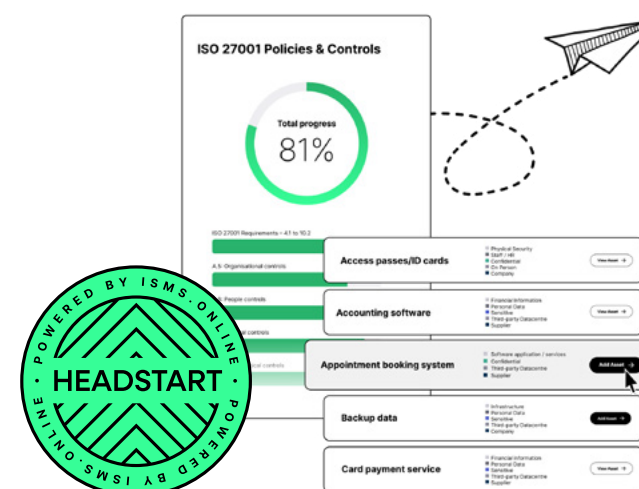 ISO 27001 Policies & Controls
Total progress
81%
ISO 27001 Requirements - 4.1 to 10.2
A.5: Organisational controls
People controls
controls
controls
Access passes/ID cards
Physical Security
Staff / HR
Confidential
On Person
Company
View Asset →
Accounting software
Financial Information
Personal Data
Sensitive
Third-party Datacentre
Supplier
View Asset →
Appointment booking system
Software application / services
Confidential
Third-party Datacentre
Supplier
Add Asset →
Backup data
Infrastructure
Personal Data
Sensitive
Third-party Datacentre
Company
Add Asset →
Card payment service
Financial Information
Personal Data
Sensitive
Third-party Datacentre
Supplier
View Asset →
POWERED BY ISMS.ONLINE
HEADSTART
POWERED BY ISMS.ONLINE